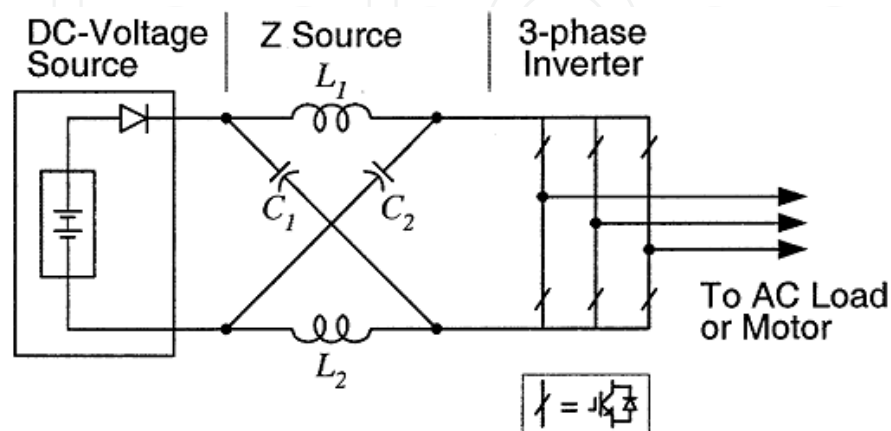 DC-Voltage
Source
Z Source
3-phase
Inverter
L1
C1
C2
L2
To AC Load
or Motor
=